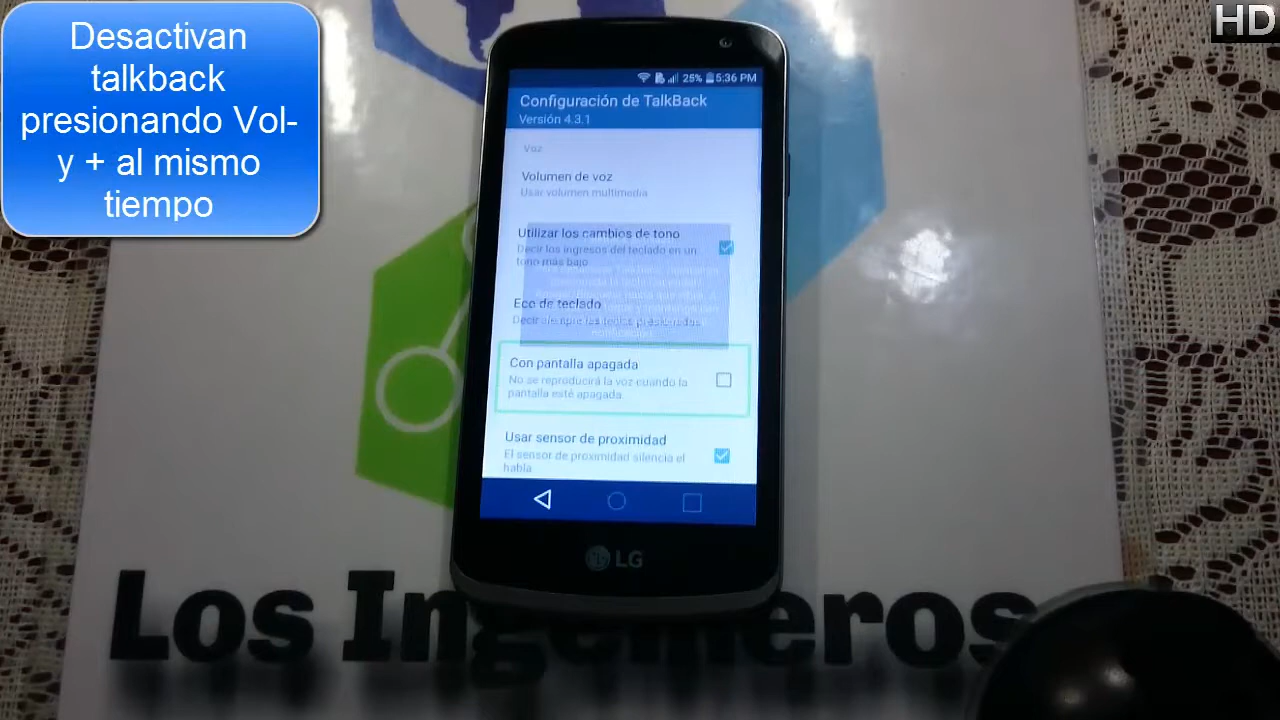 Desactivan
talkback
presionando Vol-
y + al mismo
tiempo
HD
25% 5:36 PM
Configuración de TalkBack
Versión 4.3.1
Voz
Volumen de voz
Usar volumen multimedia
Utilizar los cambios de tono
Decir los ingresos del teclado en un
tono más bajo
Eco de teclado
Decir siempre las teclas presionadas
Con pantalla apagada
No se reproducirá la voz cuando la
pantalla esté apagada.
Usar sensor de proximidad
El sensor de proximidad silencia el
habla
LG
Los Ingenieros